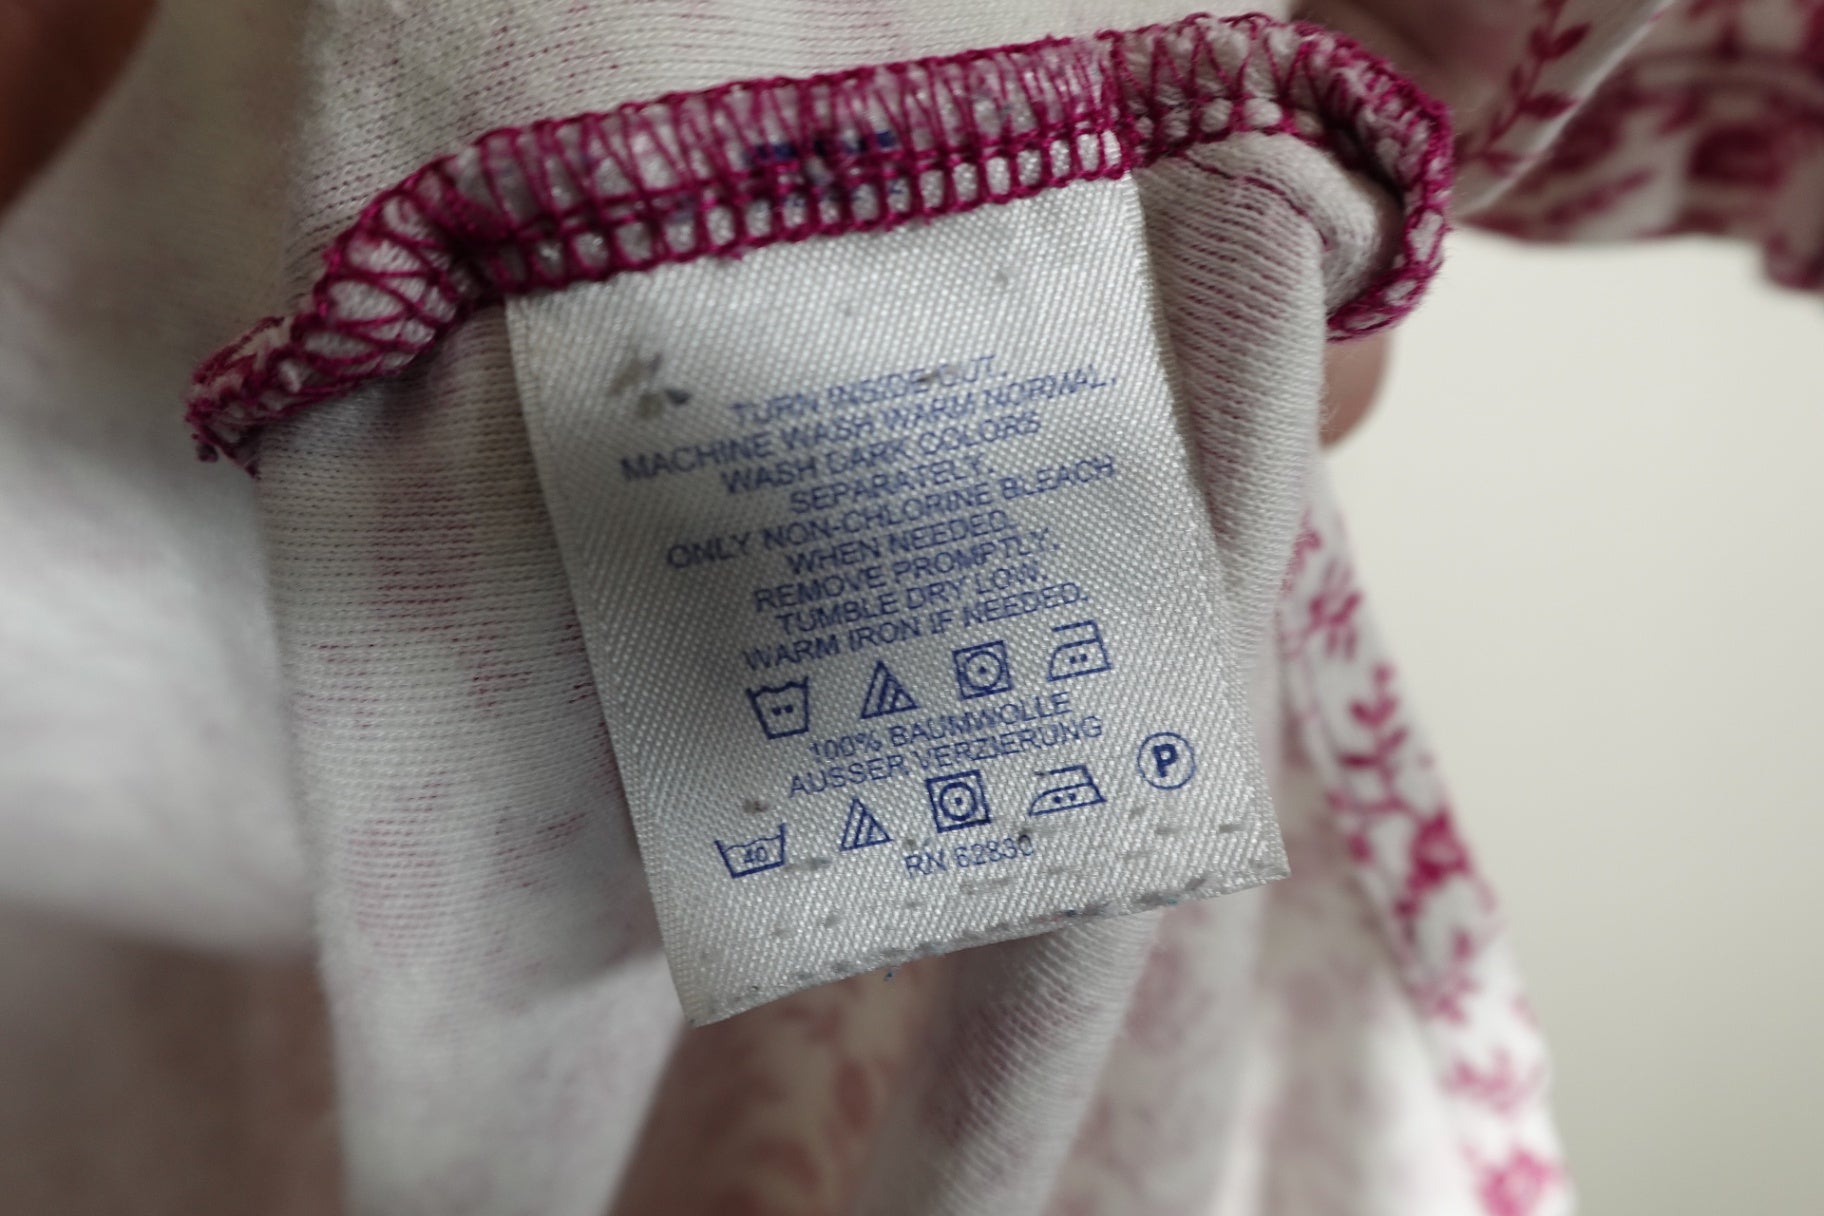 TURN INSIDE OUT.
MACHINE WASH WARM NORMAL,
WASH DARK COLORS
SEPARATELY.
ONLY NON-CHLORINE BLEACH
WHEN NEEDED.
REMOVE PROMPTLY.
TUMBLE DRY LOW.
WARM IRON IF NEEDED.
100% BAUMWOLLE
AUSSER VERZIERUNG
P
40
RN 62830